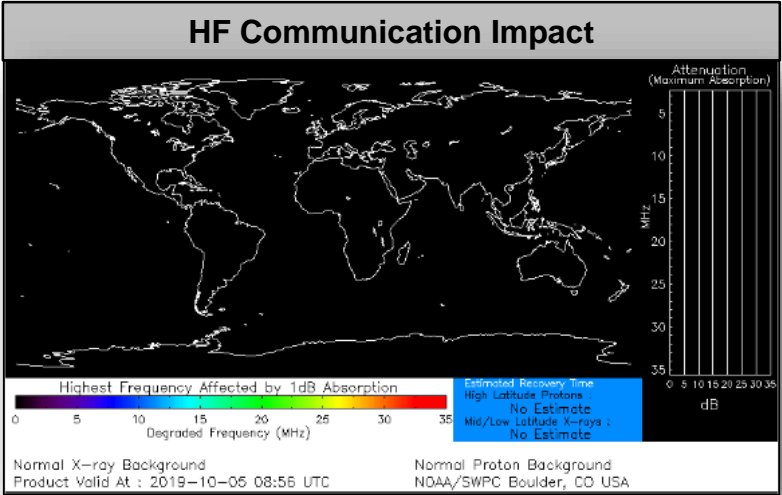 HF Communication Impact
Attenuation
(Maximum Absorption)
5
10
15
MHz
20
25
30
35
0 5 10 15 20 25 30 35
dB
Highest Frequency Affected by 1dB Absorption
0 5 10 15 20 25 30 35
Degraded Frequency (MHz)
Estimated Recovery Time
High Latitude Protons :
No Estimate
Mid/Low Latitude X-rays :
No Estimate
Normal X-ray Background
Normal Proton Background
Product Valid At : 2019-10-05 08:56 UTC
NOAA/SWPC Boulder, CO USA